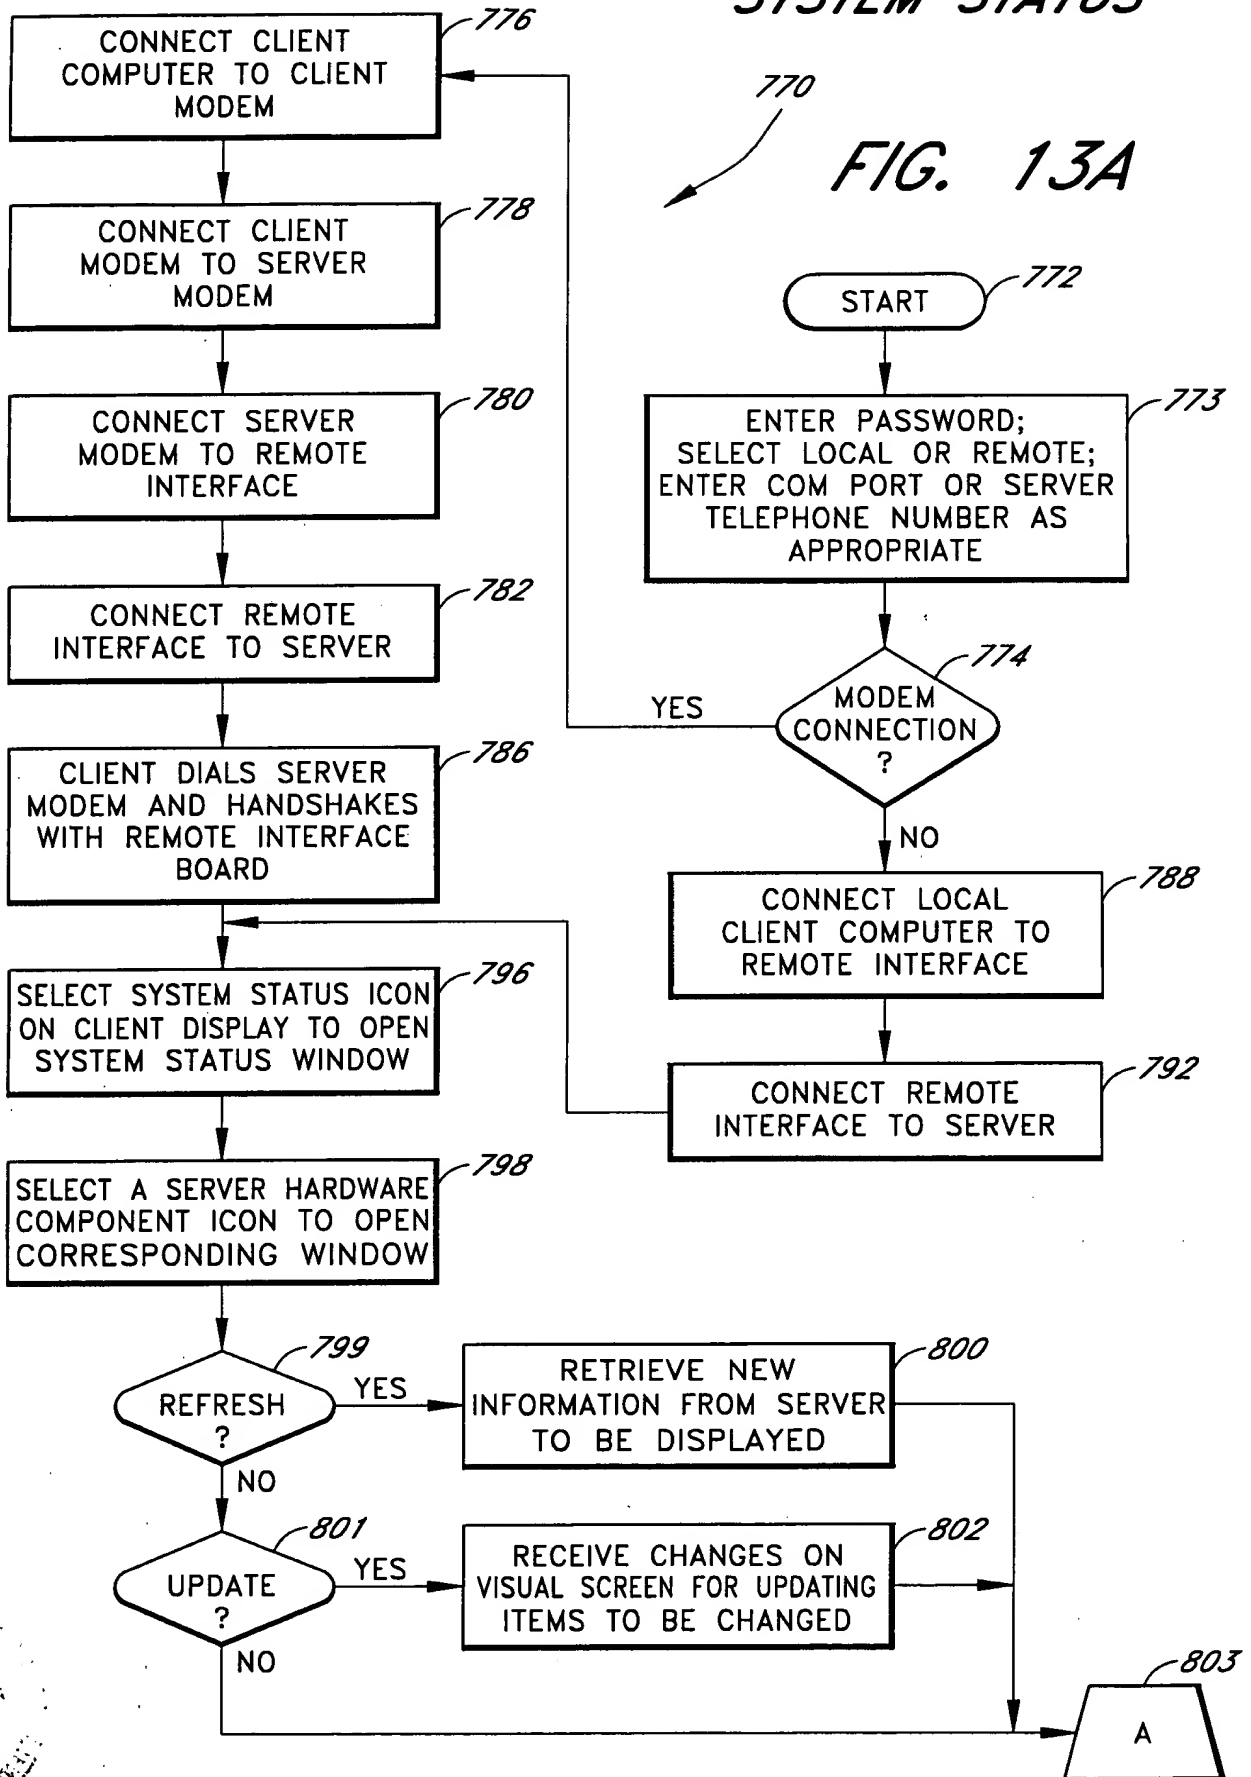 SYSTEM STATUS
770
FIG. 13A
START
772
ENTER PASSWORD;
SELECT LOCAL OR REMOTE;
ENTER COM PORT OR SERVER
TELEPHONE NUMBER AS
APPROPRIATE
773
MODEM
CONNECTION
?
774
YES
NO
CONNECT CLIENT
COMPUTER TO CLIENT
MODEM
776
CONNECT CLIENT
MODEM TO SERVER
MODEM
778
CONNECT SERVER
MODEM TO REMOTE
INTERFACE
780
CONNECT REMOTE
INTERFACE TO SERVER
782
CLIENT DIALS SERVER
MODEM AND HANDSHAKES
WITH REMOTE INTERFACE
BOARD
786
CONNECT LOCAL
CLIENT COMPUTER TO
REMOTE INTERFACE
788
CONNECT REMOTE
INTERFACE TO SERVER
792
SELECT SYSTEM STATUS ICON
ON CLIENT DISPLAY TO OPEN
SYSTEM STATUS WINDOW
796
SELECT A SERVER HARDWARE
COMPONENT ICON TO OPEN
CORRESPONDING WINDOW
798
REFRESH
?
799
YES
NO
RETRIEVE NEW
INFORMATION FROM SERVER
TO BE DISPLAYED
800
UPDATE
?
801
YES
NO
RECEIVE CHANGES ON
VISUAL SCREEN FOR UPDATING
ITEMS TO BE CHANGED
802
A
803